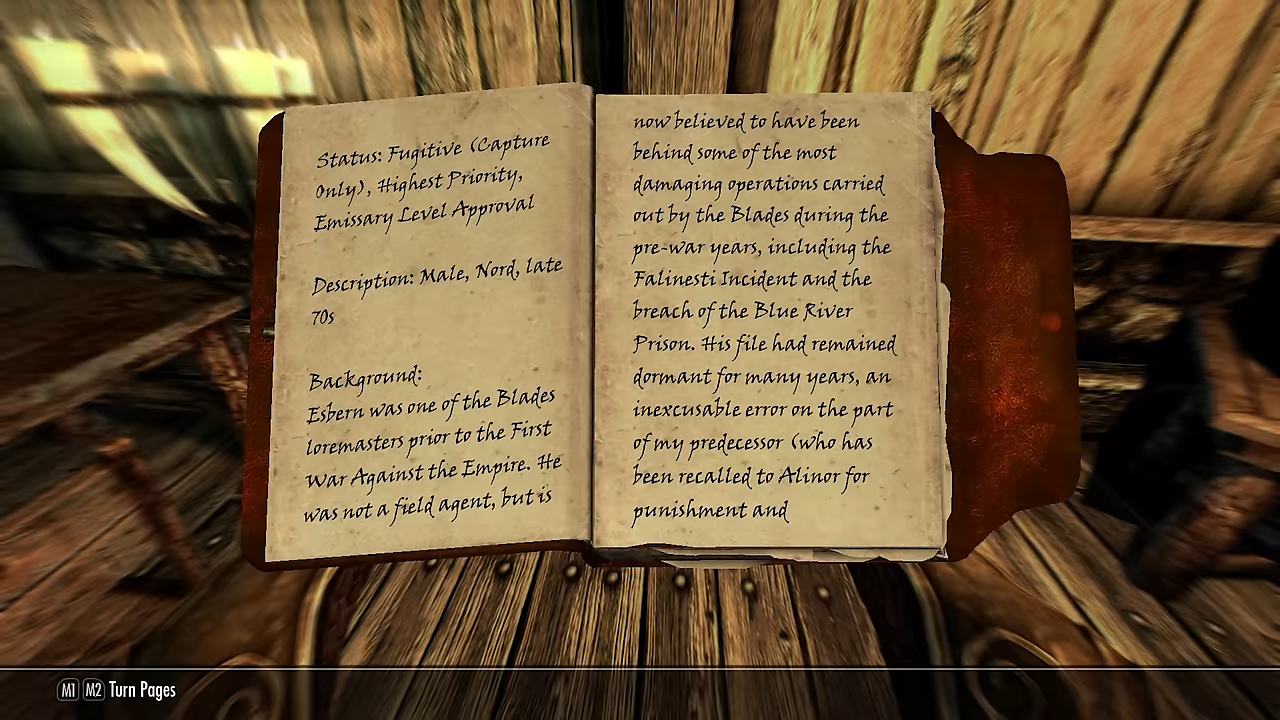 Status: Fugitive (Capture
Only), Highest Priority,
Emissary Level Approval
Description: Male, Nord, late
70s
Background:
Esbern was one of the Blades
loremasters prior to the First
War Against the Empire. He
was not a field agent, but is
now believed to have been
behind some of the most
damaging operations carried
out by the Blades during the
pre-war years, including the
Falinesti Incident and the
breach of the Blue River
Prison. His file had remained
dormant for many years, an
inexcusable error on the part
of my predecessor (who has
been recalled to Alinor for
punishment and
M1 M2 Turn Pages